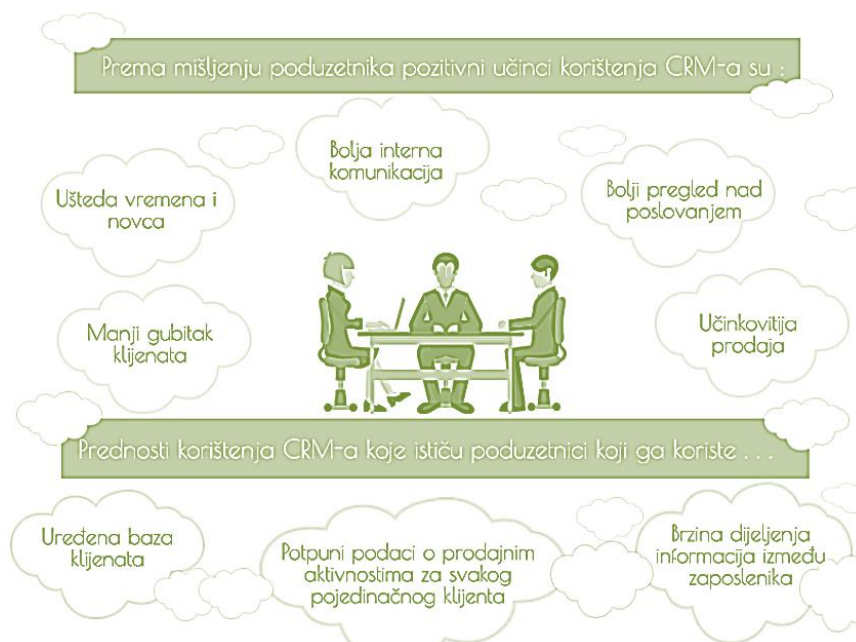 Prema mišljenju poduzetnika pozitivni učinci korištenja CRM-a su :
Bolja interna
komunikacija
Ušteda vremena i
novca
Bolji pregled nad
poslovanjem
Manji gubitak
klijenata
Učinkovitija
prodaja
Prednosti korištenja CRM-a koje ističu poduzetnici koji ga koriste . . .
Uređena baza
klijenata
Potpuni podaci o prodajnim
aktivnostima za svakog
pojedinačnog klijenta
Brzina dijeljenja
informacija između
zaposlenika